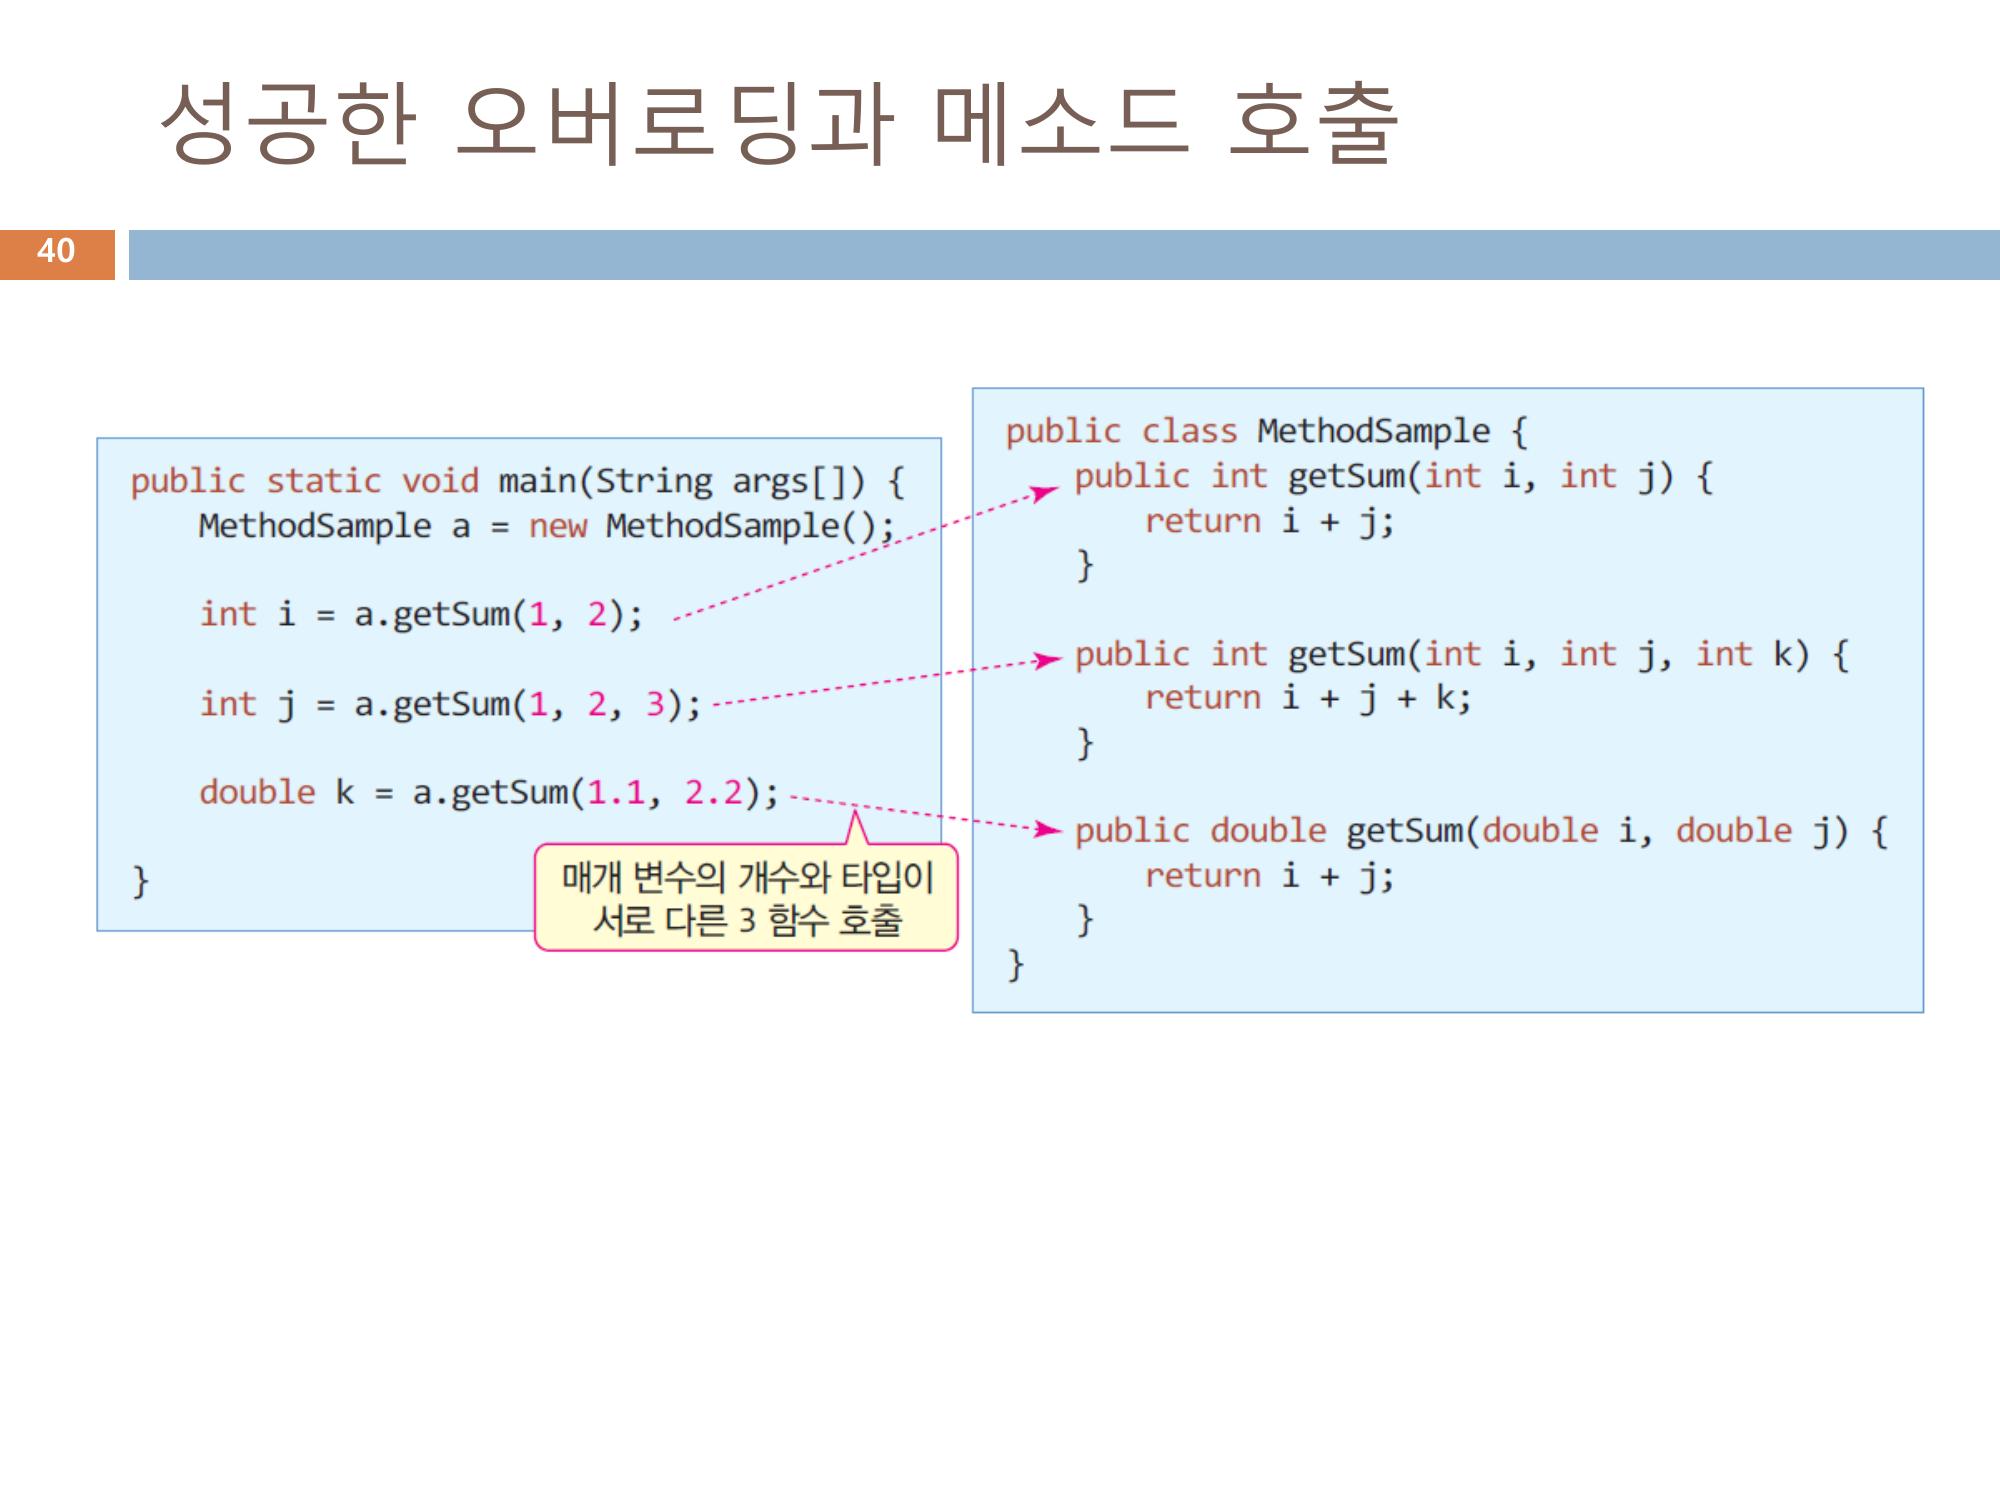 성공한 오버로딩과 메소드 호출
40
public static void main(String args[]) {
MethodSample a = new MethodSample();
int i = a.getSum(1, 2);
int j = a.getSum(1, 2, 3);
double k = a.getSum(1.1, 2.2);
}
매개 변수의 개수와 타입이
서로 다른 3 함수 호출
public class MethodSample {
public int getSum(int i, int j) {
return i + j;
}
public int getSum(int i, int j, int k) {
return i + j + k;
}
public double getSum(double i, double j) {
return i + j;
}
}